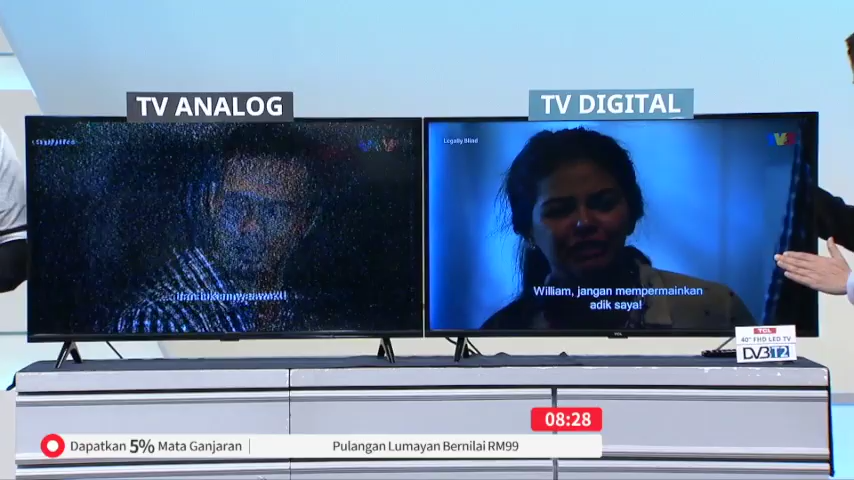 TV ANALOG
TV DIGITAL
Legally Blind
William, jangan mempermainkan
adik saya!
TCL
TCL
40" FHD LED TV
DVB T2
08:28
Dapatkan 5% Mata Ganjaran
Pulangan Lumayan Bernilai RM99